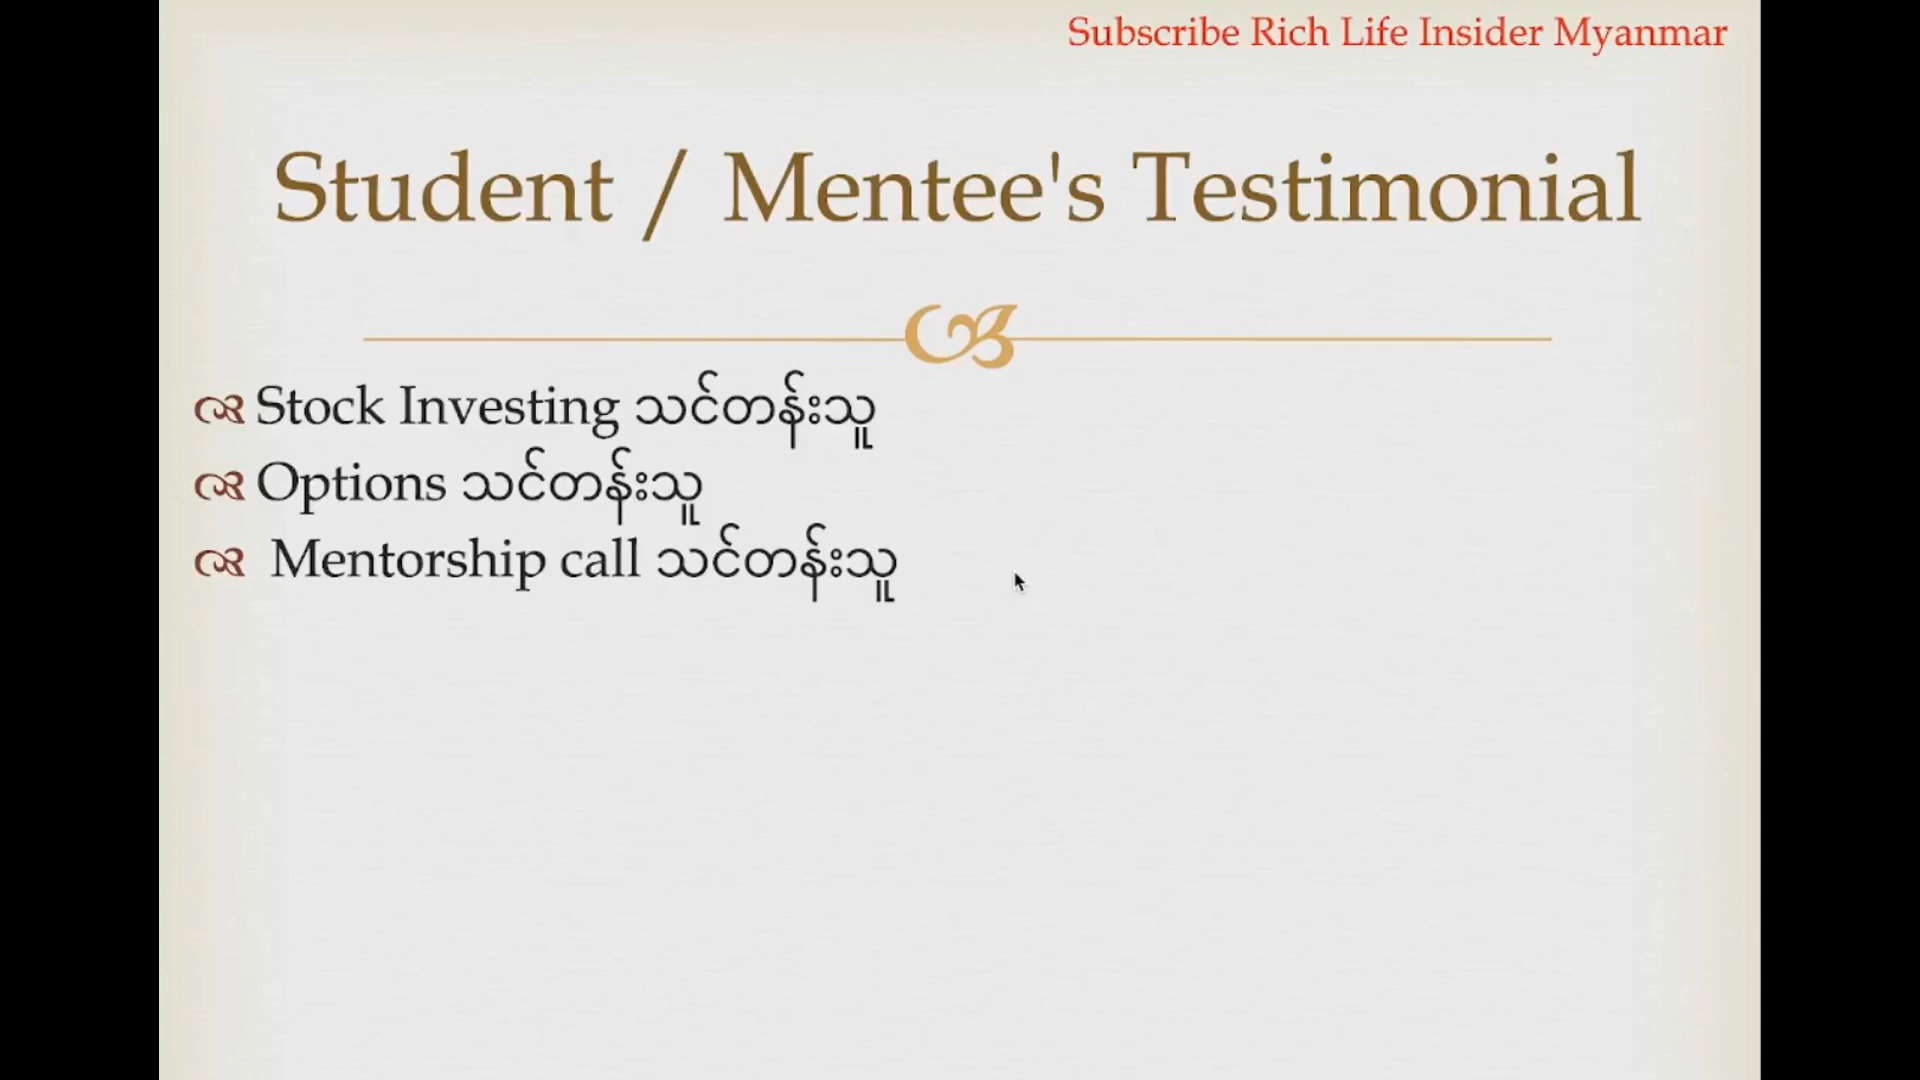 Subscribe Rich Life Insider Myanmar
Student / Mentee's Testimonial
Stock Investing သင်တန်းသူ
Options သင်တန်းသူ
Mentorship call သင်တန်းသူ